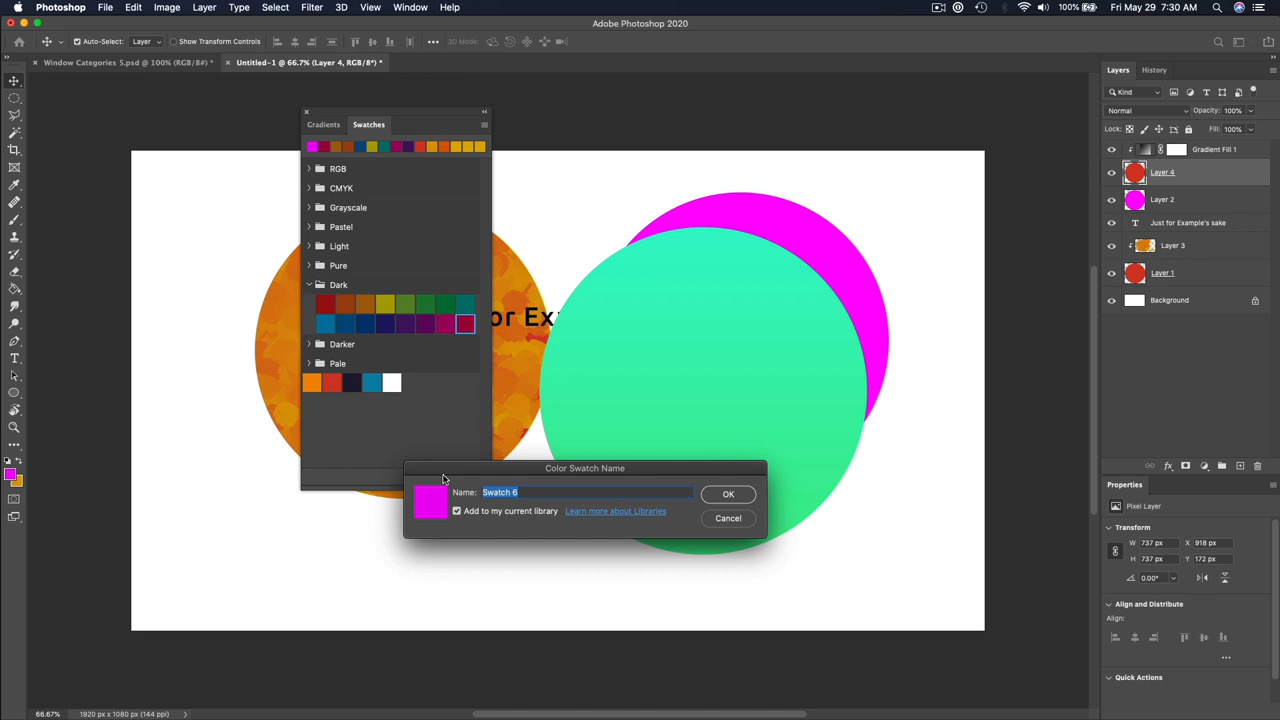 Photoshop File Edit Image Layer Type Select Filter 3D View Window Help
100% Fri May 29 7:30 AM
Adobe Photoshop 2020
Auto-Select: Layer Show Transform Controls 3D Mode:
Window Categories 5.psd @ 100% (RGB/8#) *
Untitled-1 @ 66.7% (Layer 4, RGB/8*) *
Gradients Swatches
RGB
CMYK
Grayscale
Pastel
Light
Pure
Dark
Darker
Pale
or Ex
Color Swatch Name
Name: Swatch 6
OK
Add to my current library Learn more about Libraries
Cancel
Layers History
Kind
Normal Opacity: 100%
Lock: Fill: 100%
Gradient Fill 1
Layer 4
Layer 2
Just for Example's sake
Layer 3
Layer 1
Background
Properties
Pixel Layer
Transform
W 737 px X 918 px
H 737 px Y 172 px
0.00°
Align and Distribute
Align:
Quick Actions
66.67% 1920 px x 1080 px (144 ppi)